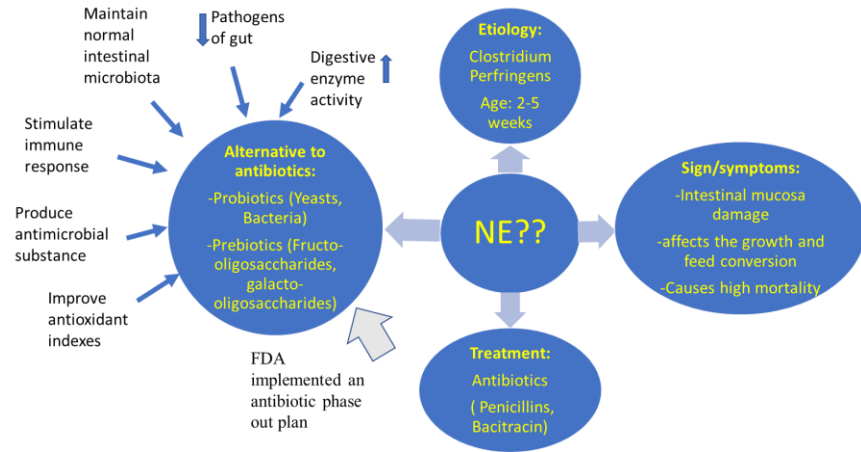 Maintain
normal
intestinal
microbiota
Pathogens
of gut
Digestive
enzyme
activity
Stimulate
immune
response
Produce
antimicrobial
substance
Improve
antioxidant
indexes
Alternative to
antibiotics:
-Probiotics (Yeasts,
Bacteria)
-Prebiotics (Fructo-
oligosaccharides,
galacto-
oligosaccharides)
FDA
implemented an
antibiotic phase
out plan
NE??
Etiology:
Clostridium
Perfringens
Age: 2-5
weeks
Sign/symptoms:
-Intestinal mucosa
damage
-affects the growth and
feed conversion
-Causes high mortality
Treatment:
Antibiotics
( Penicillins,
Bacitracin)